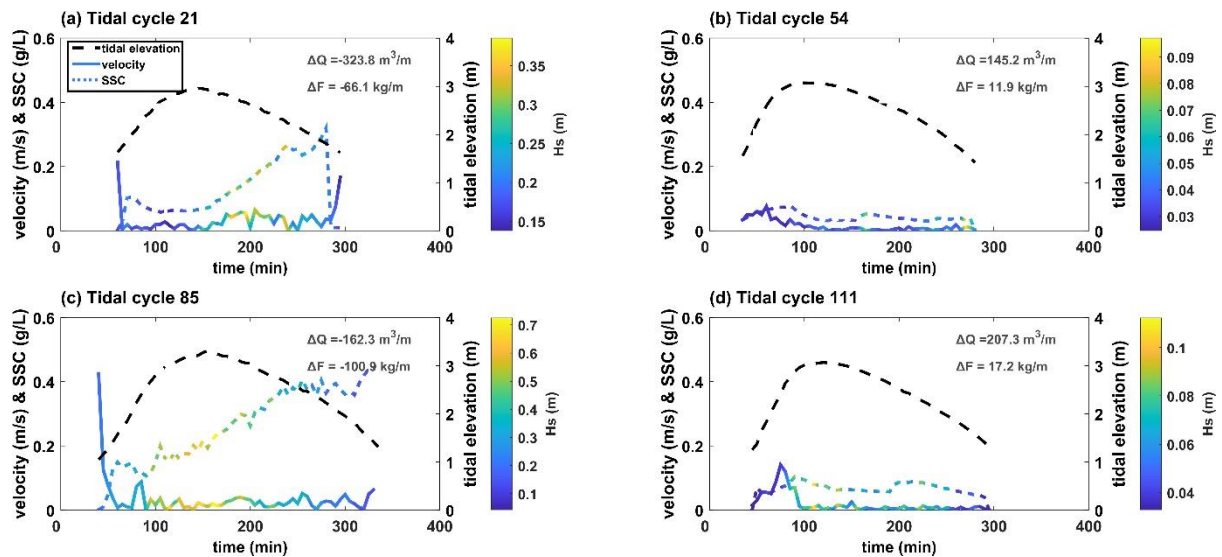 (a) Tidal cycle 21
0.6
0.4
0.2
0
velocity (m/s) & SSC (g/L)
tidal elevation
velocity
SSC
ΔQ =-323.8 m³/m
ΔF = -66.1 kg/m
4
3
2
1
0
tidal elevation (m)
0.35
0.3
0.25
0.2
0.15
Hs (m)
0 100 200 300 400
time (min)
(b) Tidal cycle 54
0.6
0.4
0.2
0
velocity (m/s) & SSC (g/L)
ΔQ =145.2 m³/m
ΔF = 11.9 kg/m
4
3
2
1
0
tidal elevation (m)
0.09
0.08
0.07
0.06
0.05
0.04
0.03
Hs (m)
0 100 200 300 400
time (min)
(c) Tidal cycle 85
0.6
0.4
0.2
0
velocity (m/s) & SSC (g/L)
ΔQ =-162.3 m³/m
ΔF = -100.9 kg/m
4
3
2
1
0
tidal elevation (m)
0.7
0.6
0.5
0.4
0.3
0.2
0.1
Hs (m)
0 100 200 300 400
time (min)
(d) Tidal cycle 111
0.6
0.4
0.2
0
velocity (m/s) & SSC (g/L)
ΔQ =207.3 m³/m
ΔF = 17.2 kg/m
4
3
2
1
0
tidal elevation (m)
0.1
0.08
0.06
0.04
Hs (m)
0 100 200 300 400
time (min)